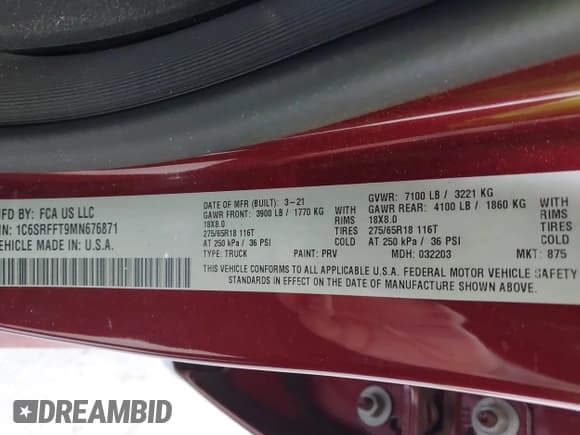 MFD BY: FCA US LLC
VIN: 1C6SRFFT9MN676871
VEHICLE MADE IN U.S.A.
DATE OF MFR (BUILT): 3-21
GAWR FRONT: 3900 LB / 1770 KG WITH
18X8.0 RIMS
275/65R18 116T TIRES
AT 250 kPa / 36 PSI COLD
TYPE: TRUCK PAINT: PRV
GVWR: 7100 LB / 3221 KG
GAWR REAR: 4100 LB / 1860 KG WITH
18X8.0 RIMS
275/65R18 116T TIRES
AT 250 kPa / 36 PSI COLD
MDH: 032203 MKT: 875
THIS VEHICLE CONFORMS TO ALL APPLICABLE U.S.A. FEDERAL MOTOR VEHICLE SAFETY
STANDARDS IN EFFECT ON THE DATE OF MANUFACTURE SHOWN ABOVE.
DREAMBID